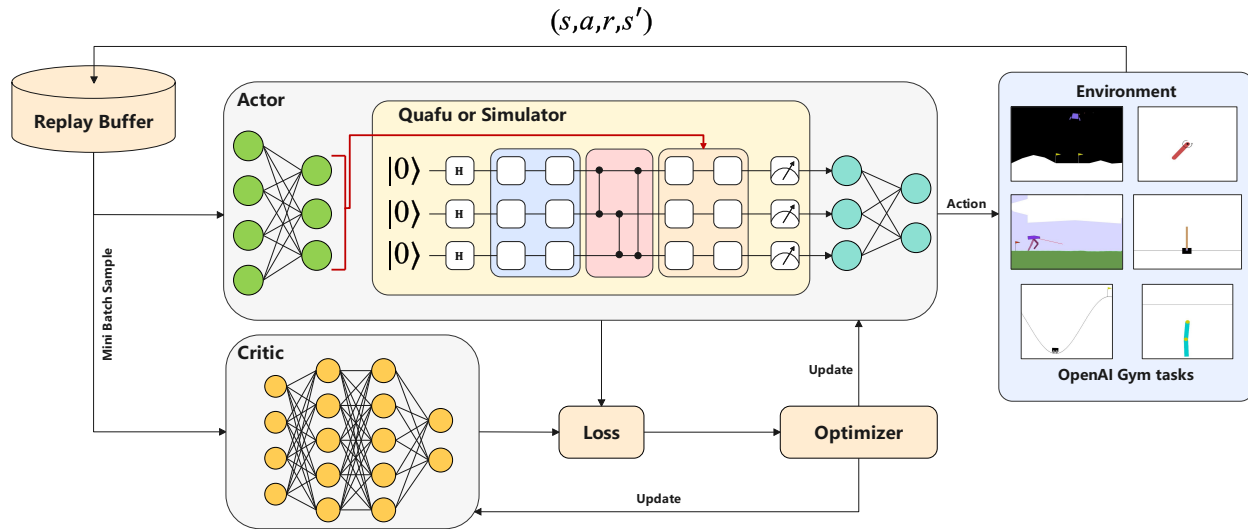 (s,a,r,s′)
Replay Buffer
Actor
Quafu or Simulator
|0⟩
H
|0⟩
H
|0⟩
H
Action
Environment
OpenAI Gym tasks
Mini Batch Sample
Critic
Loss
Optimizer
Update
Update